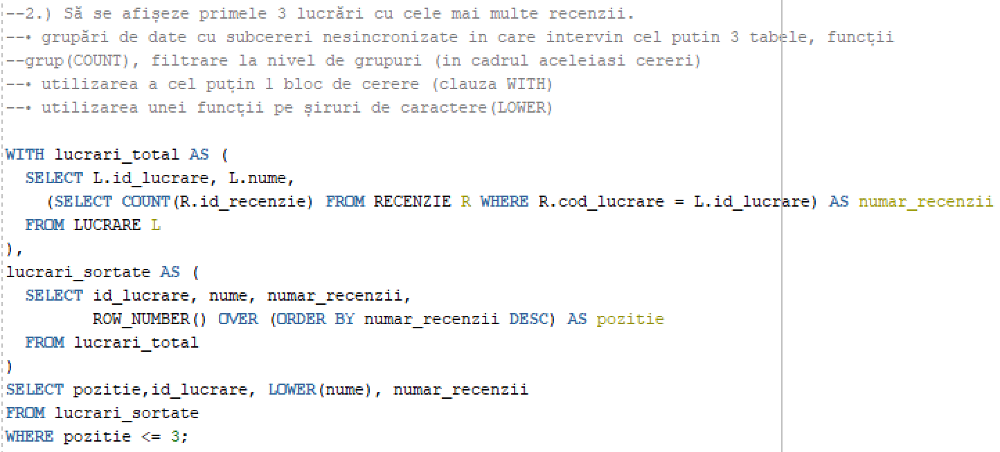 --2.) Să se afișeze primele 3 lucrări cu cele mai multe recenzii.
--• grupări de date cu subcereri nesincronizate in care intervin cel putin 3 tabele, funcții
--grup(COUNT), filtrare la nivel de grupuri (in cadrul aceleiasi cereri)
--• utilizarea a cel puțin 1 bloc de cerere (clauza WITH)
--• utilizarea unei funcții pe șiruri de caractere(LOWER)
WITH lucrari_total AS (
SELECT L.id_lucrare, L.nume,
(SELECT COUNT(R.id_recenzie) FROM RECENZIE R WHERE R.cod_lucrare = L.id_lucrare) AS numar_recenzii
FROM LUCRARE L
),
lucrari_sortate AS (
SELECT id_lucrare, nume, numar_recenzii,
ROW_NUMBER() OVER (ORDER BY numar_recenzii DESC) AS pozitie
FROM lucrari_total
)
SELECT pozitie,id_lucrare, LOWER(nume), numar_recenzii
FROM lucrari_sortate
WHERE pozitie <= 3;